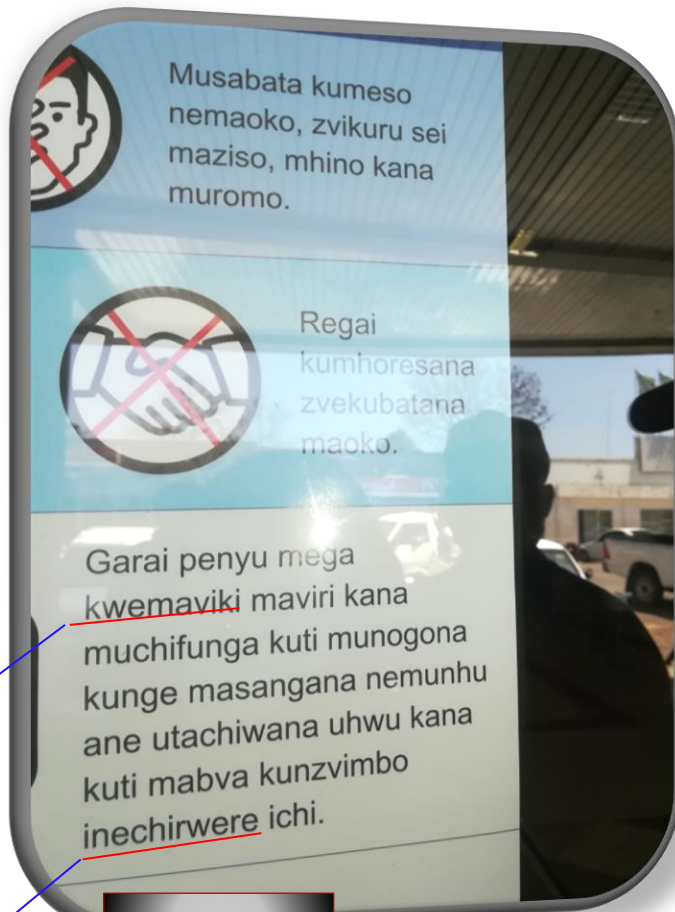 Musabata kumeso
nemaoko, zvikuru sei
maziso, mhino kana
muromo.
Regai
kumhoresana
zvekubatana
maoko.
Garai penyu mega
kwemaviki maviri kana
muchifunga kuti munogona
kunge masangana nemunhu
ane utachiwana uhwu kana
kuti mabva kunzvimbo
inechirwere ichi.